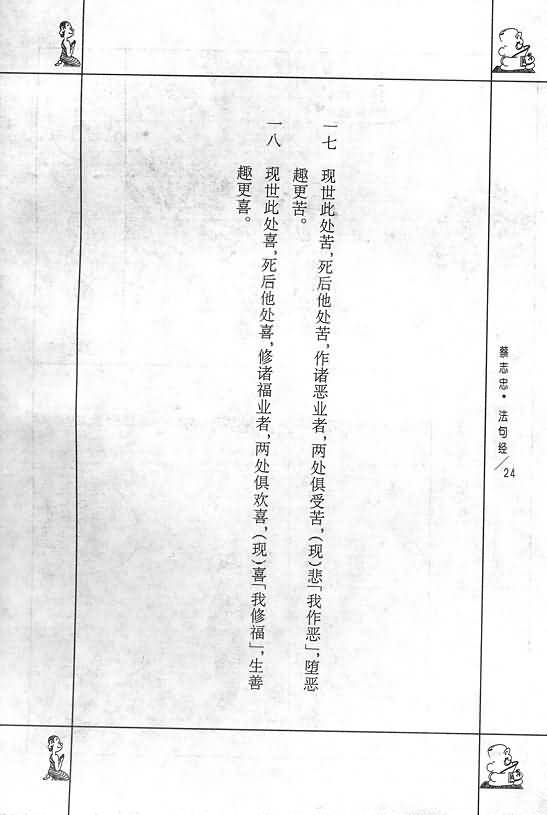 一七 现世此处苦,死后他处苦,作诸恶业者,两处俱受苦,(现)悲「我作恶」,堕恶
趣更苦。
一八 现世此处喜,死后他处喜,修诸福业者,两处俱欢喜,(现)喜「我修福」,生善
趣更喜。
蔡志忠·法句经/24